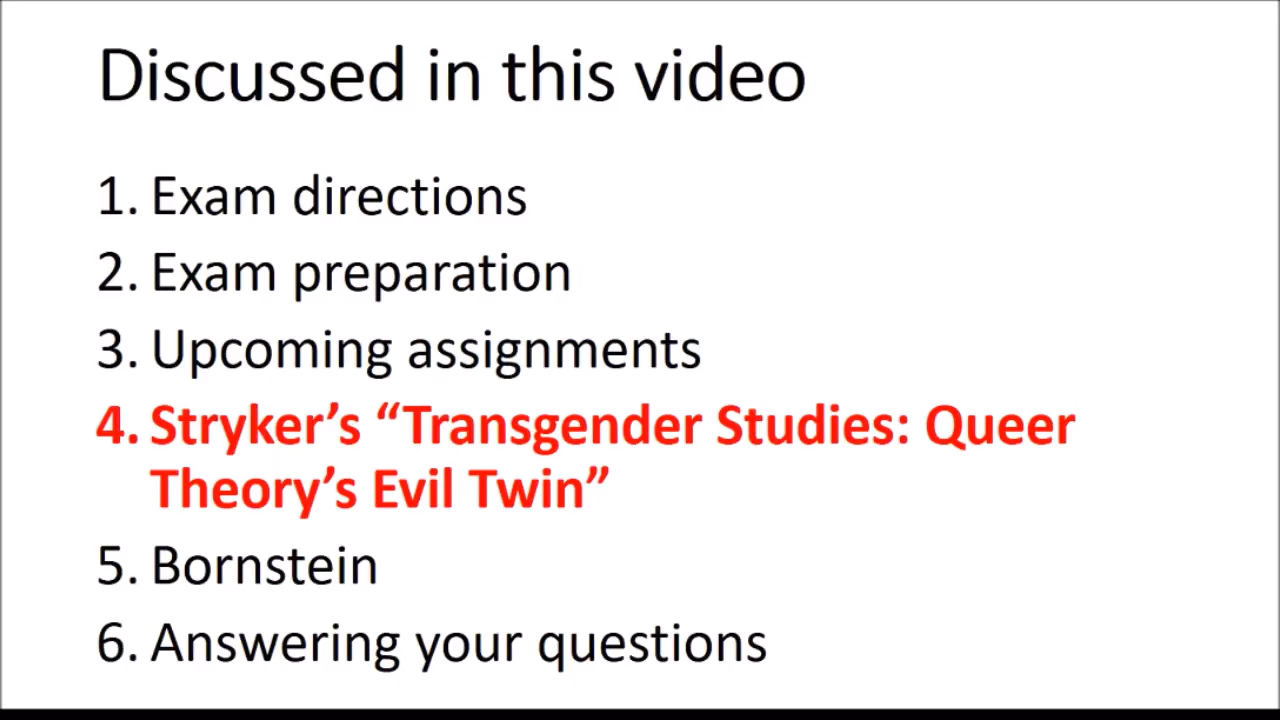 Discussed in this video
1. Exam directions
2. Exam preparation
3. Upcoming assignments
4. Stryker’s “Transgender Studies: Queer
Theory’s Evil Twin”
5. Bornstein
6. Answering your questions